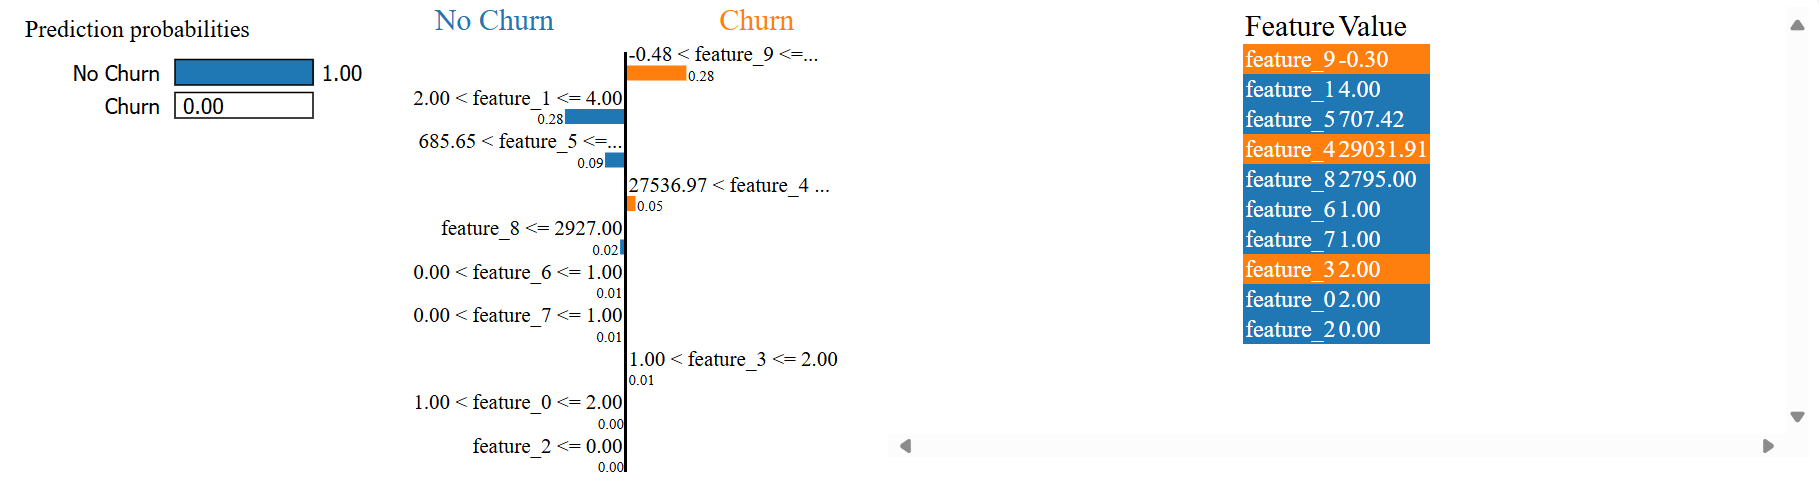 Prediction probabilities
No Churn 1.00
Churn 0.00
No Churn Churn
-0.48 < feature_9 <=...
0.28
2.00 < feature_1 <= 4.00
0.28
685.65 < feature_5 <=...
0.09
27536.97 < feature_4 ...
0.05
feature_8 <= 2927.00
0.02
0.00 < feature_6 <= 1.00
0.01
0.00 < feature_7 <= 1.00
0.01
1.00 < feature_3 <= 2.00
0.01
1.00 < feature_0 <= 2.00
0.00
feature_2 <= 0.00
0.00
Feature Value
feature_9 -0.30
feature_1 4.00
feature_5 707.42
feature_4 29031.91
feature_8 2795.00
feature_6 1.00
feature_7 1.00
feature_3 2.00
feature_0 2.00
feature_2 0.00